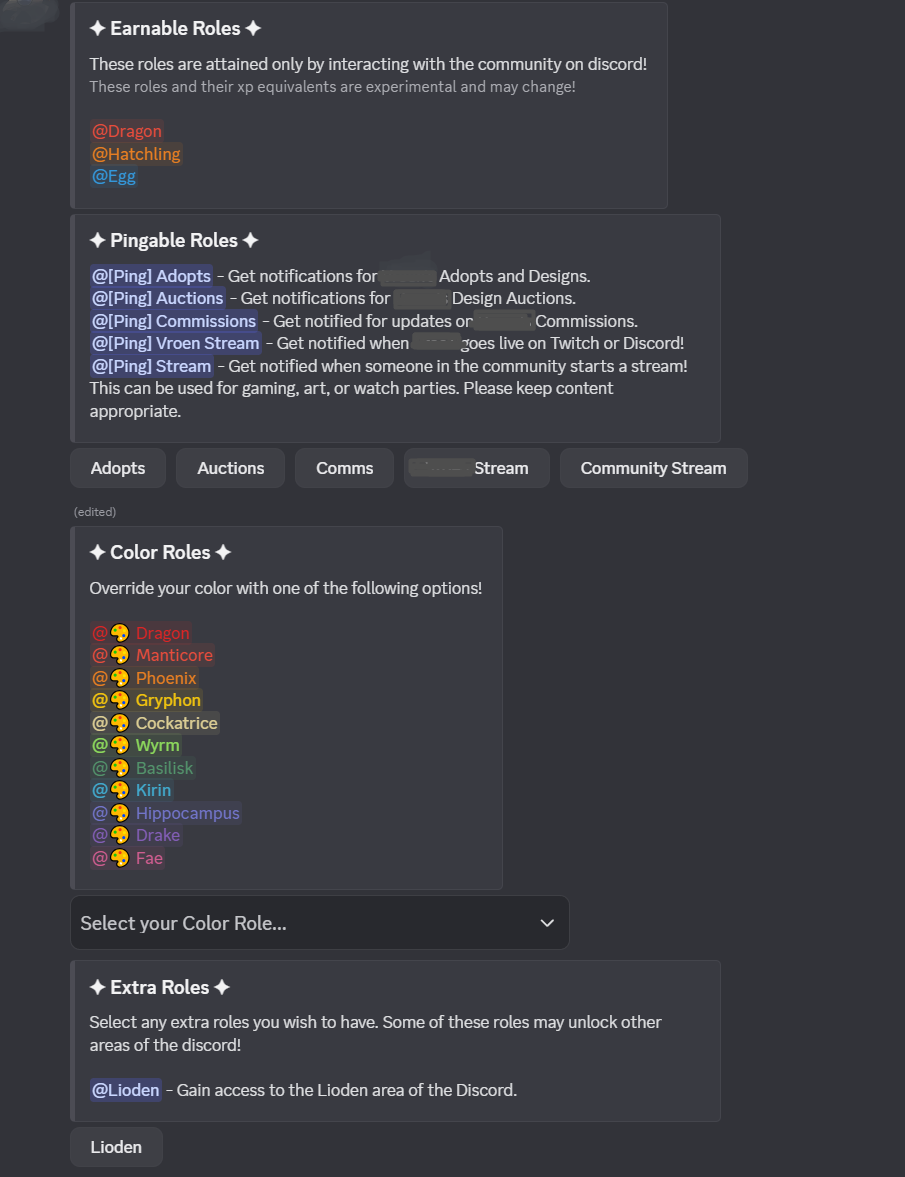 ✦ Earnable Roles ✦
These roles are attained only by interacting with the community on discord!
These roles and their xp equivalents are experimental and may change!
@Dragon
@Hatchling
@Egg
✦ Pingable Roles ✦
@[Ping] Adopts - Get notifications for Adopts and Designs.
@[Ping] Auctions - Get notifications for Design Auctions.
@[Ping] Commissions - Get notified for updates on Commissions.
@[Ping] Vroen Stream - Get notified when goes live on Twitch or Discord!
@[Ping] Stream - Get notified when someone in the community starts a stream!
This can be used for gaming, art, or watch parties. Please keep content
appropriate.
Adopts Auctions Comms Stream Community Stream
(edited)
✦ Color Roles ✦
Override your color with one of the following options!
@🎨 Dragon
@🎨 Manticore
@🎨 Phoenix
@🎨 Gryphon
@🎨 Cockatrice
@🎨 Wyrm
@🎨 Basilisk
@🎨 Kirin
@🎨 Hippocampus
@🎨 Drake
@🎨 Fae
Select your Color Role...
✦ Extra Roles ✦
Select any extra roles you wish to have. Some of these roles may unlock other
areas of the discord!
@Lioden - Gain access to the Lioden area of the Discord.
Lioden